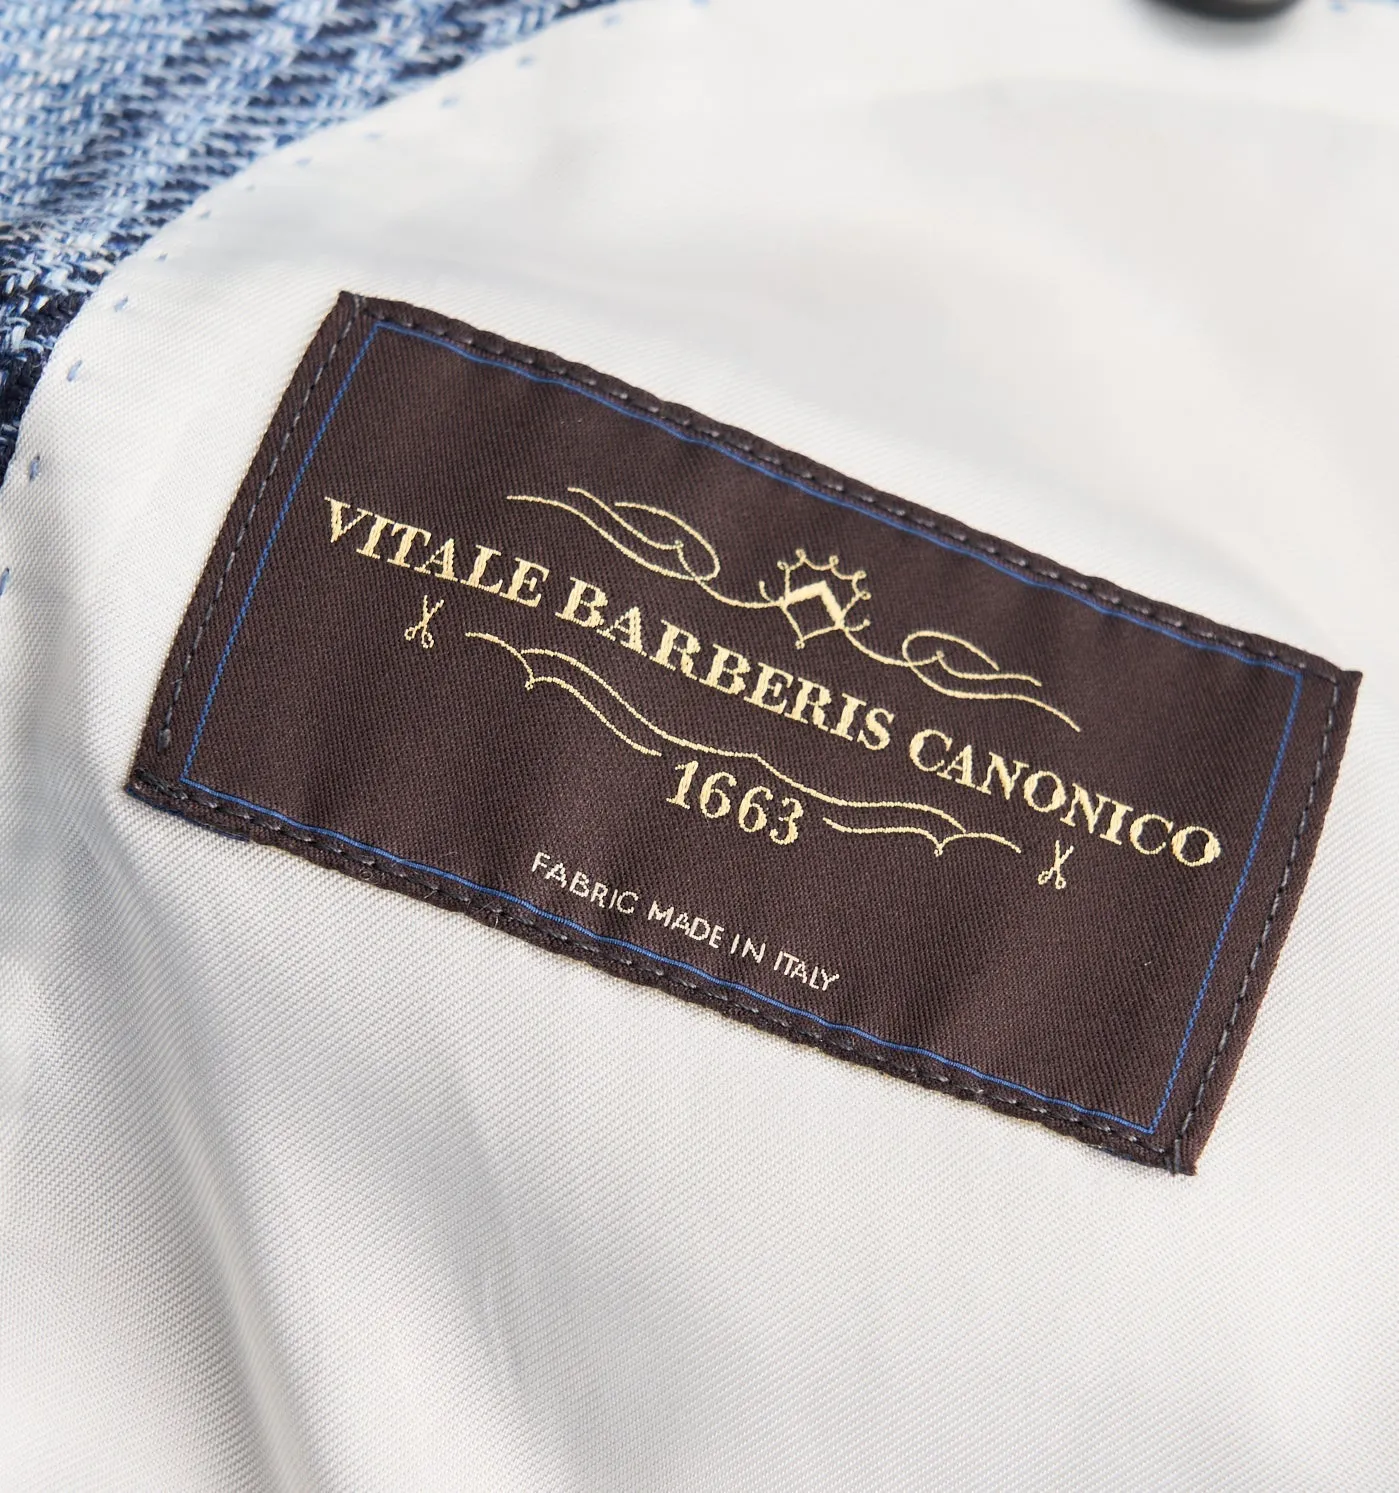 VITALE BARBERIS CANONICO
1663
FABRIC MADE IN ITALY